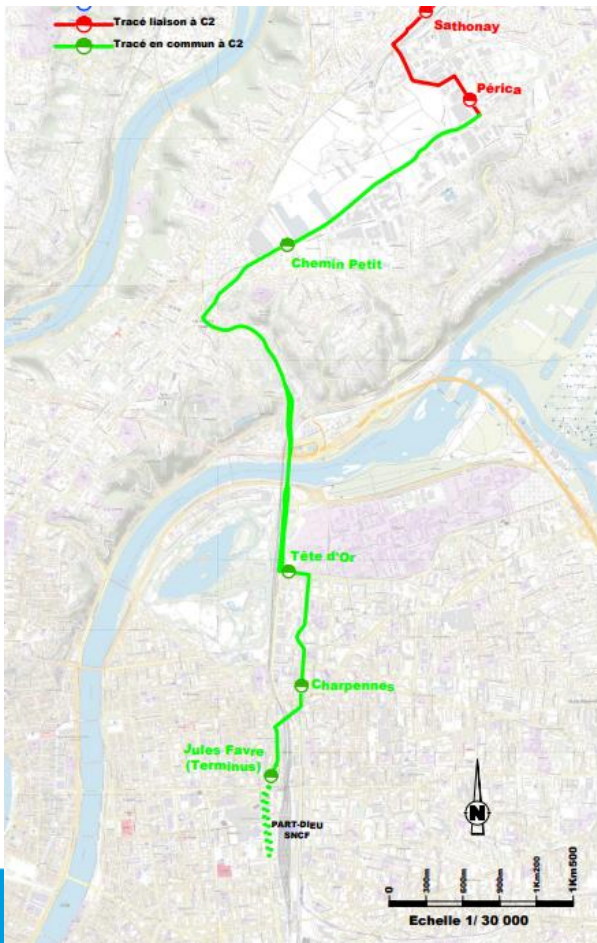 Tracé liaison à C2
Tracé en commun à C2
Sathonay
Périca
Chemin Petit
Tête d'Or
Charpennes
Jules Favre
(Terminus)
PART-DIEU
SNCF
N
0
300m
600m
900m
1Km200
1Km500
Echelle 1/ 30 000